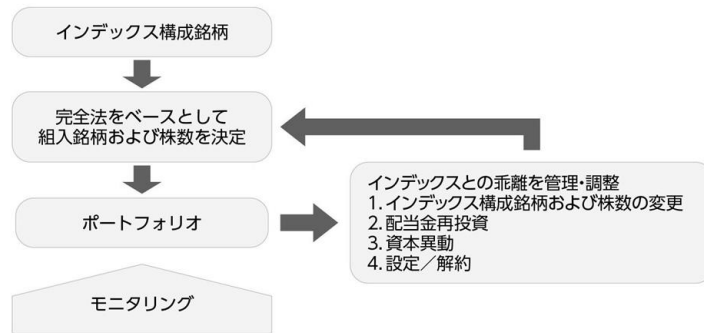 インデックス構成銘柄
完全法をベースとして
組入銘柄および株数を決定
ポートフォリオ
インデックスとの乖離を管理・調整
1. インデックス構成銘柄および株数の変更
2. 配当金再投資
3. 資本異動
4. 設定／解約
モニタリング